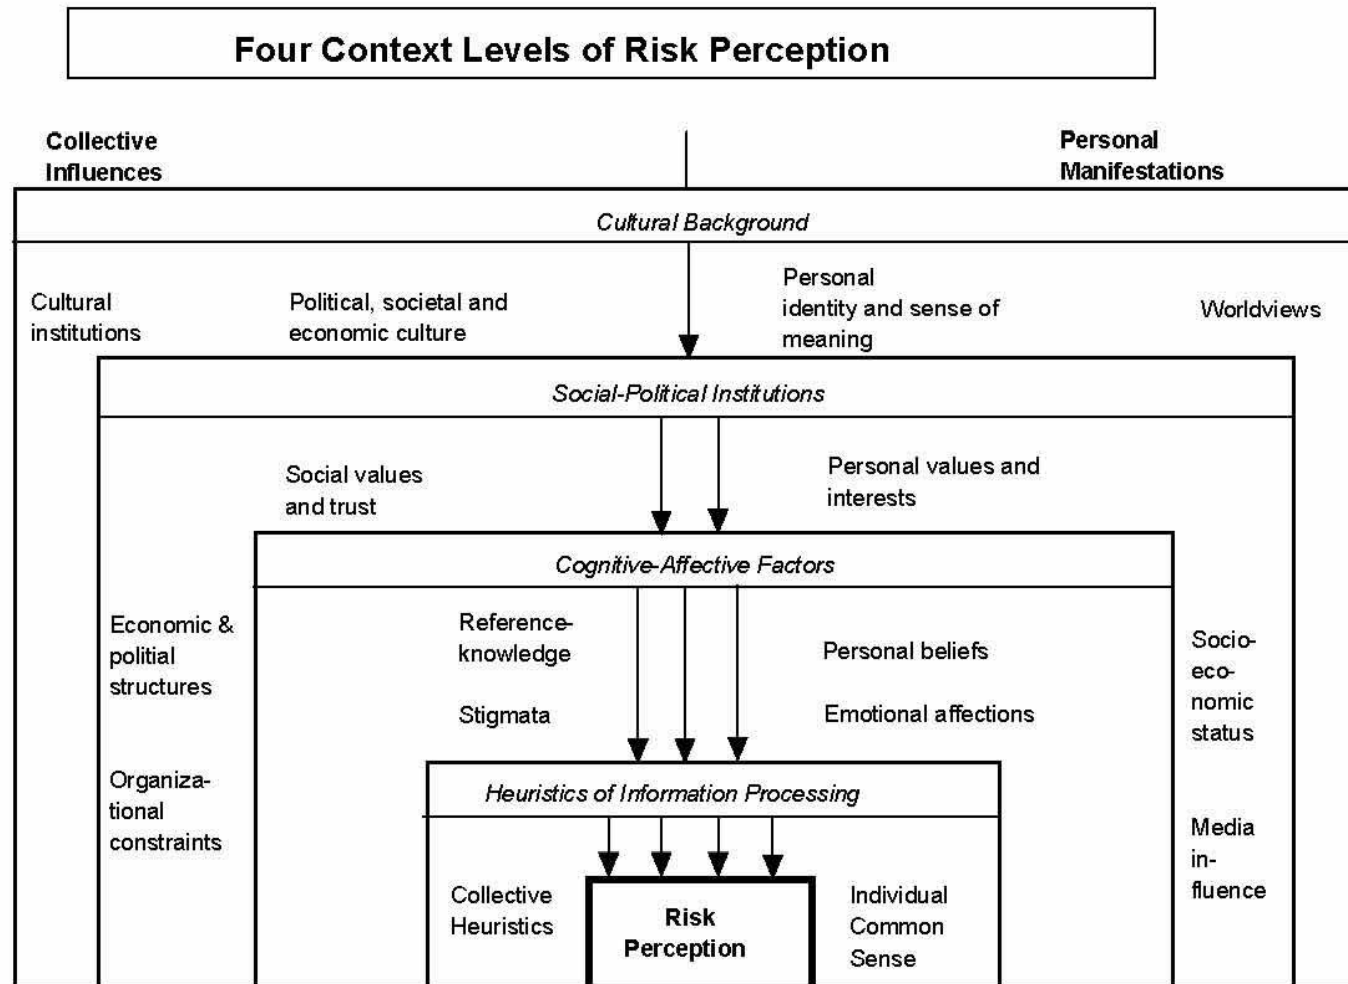 Four Context Levels of Risk Perception
Collective
Influences
Personal
Manifestations
Cultural Background
Cultural
institutions
Political, societal and
economic culture
Personal
identity and sense of
meaning
Worldviews
Social-Political Institutions
Social values
and trust
Personal values and
interests
Cognitive-Affective Factors
Economic &
politial
structures
Reference-
knowledge
Personal beliefs
Socio-
eco-
nomic
status
Stigmata
Emotional affections
Organiza-
tional
constraints
Heuristics of Information Processing
Media
in-
fluence
Collective
Heuristics
Risk
Perception
Individual
Common
Sense